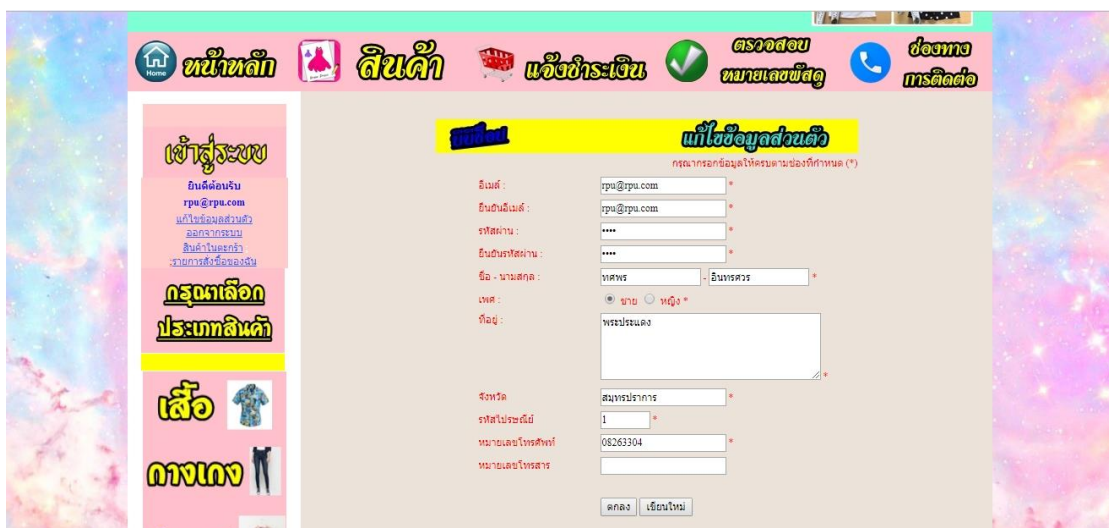 Home
หน้าหลัก
สินค้า
แจ้งชำระเงิน
ตรวจสอบ
หมายเลขพัสดุ
ช่องทาง
การติดต่อ
เข้าสู่ระบบ
ยินดีต้อนรับ
rpu@rpu.com
แก้ไขข้อมูลส่วนตัว
ออกจากระบบ
สินค้าในตะกร้า
;รายการสั่งซื้อของฉัน
กรุณาเลือก
ประเภทสินค้า
เสื้อ
กางเกง
แก้ไขข้อมูลส่วนตัว
กรุณากรอกข้อมูลให้ครบตามช่องที่กำหนด (*)
อีเมล์ : rpu@rpu.com *
ยืนยันอีเมล์ : rpu@rpu.com *
รหัสผ่าน : •••• *
ยืนยันรหัสผ่าน : •••• *
ชื่อ - นามสกุล : ทศพร - อินทรศวร *
เพศ : ชาย หญิง *
ที่อยู่ : พระประแดง *
จังหวัด สมุทรปราการ *
รหัสไปรษณีย์ 1 *
หมายเลขโทรศัพท์ 08263304 *
หมายเลขโทรสาร
ตกลง เขียนใหม่